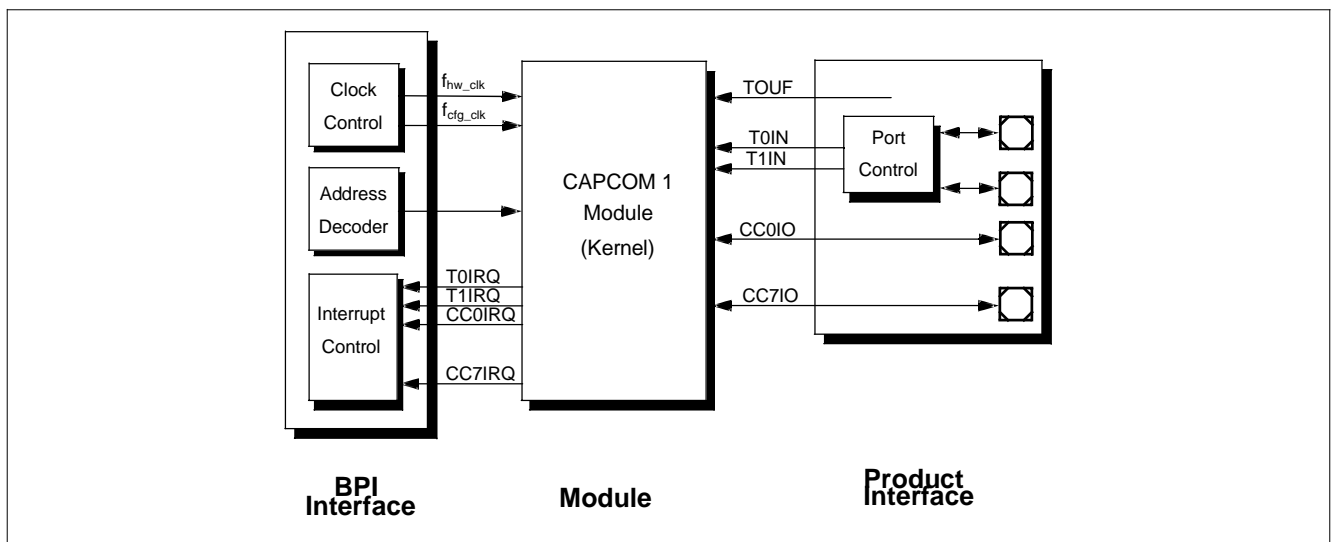 Clock
Control
f_hw_clk
f_cfg_clk
Address
Decoder
Interrupt
Control
T0IRQ
T1IRQ
CC0IRQ
CC7IRQ
CAPCOM 1
Module
(Kernel)
TOUF
T0IN
T1IN
CC0IO
CC7IO
Port
Control
BPI
Interface
Module
Product
Interface